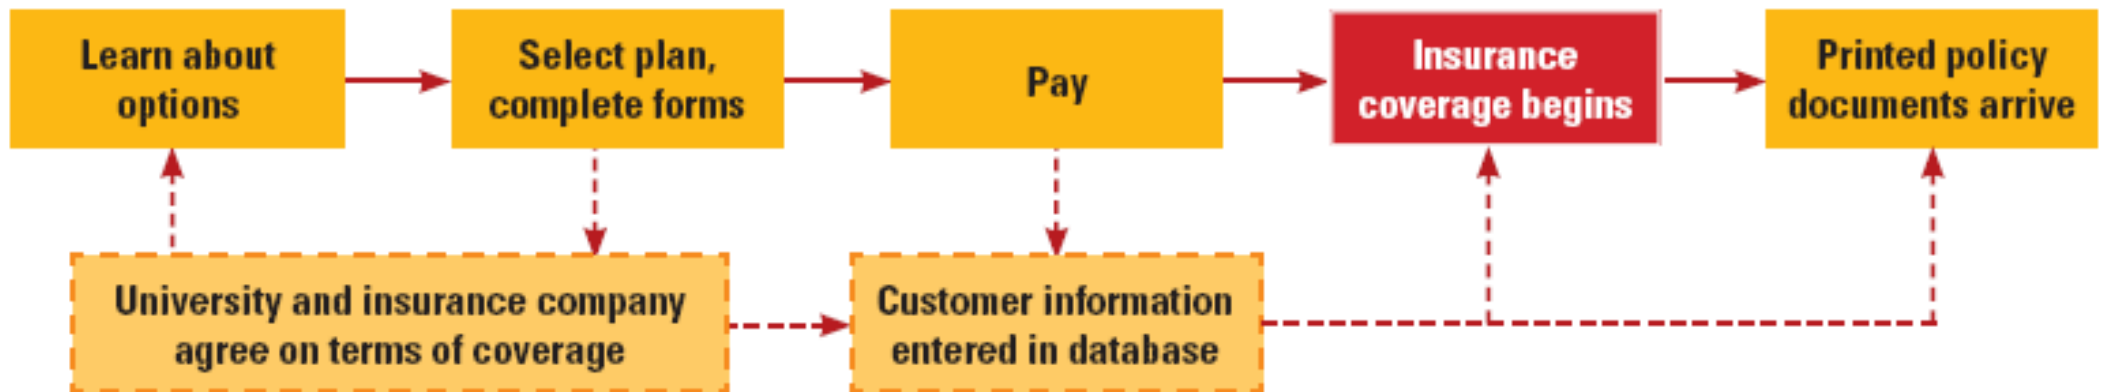 Learn about
options
Select plan,
complete forms
Pay
Insurance
coverage begins
Printed policy
documents arrive
University and insurance company
agree on terms of coverage
Customer information
entered in database